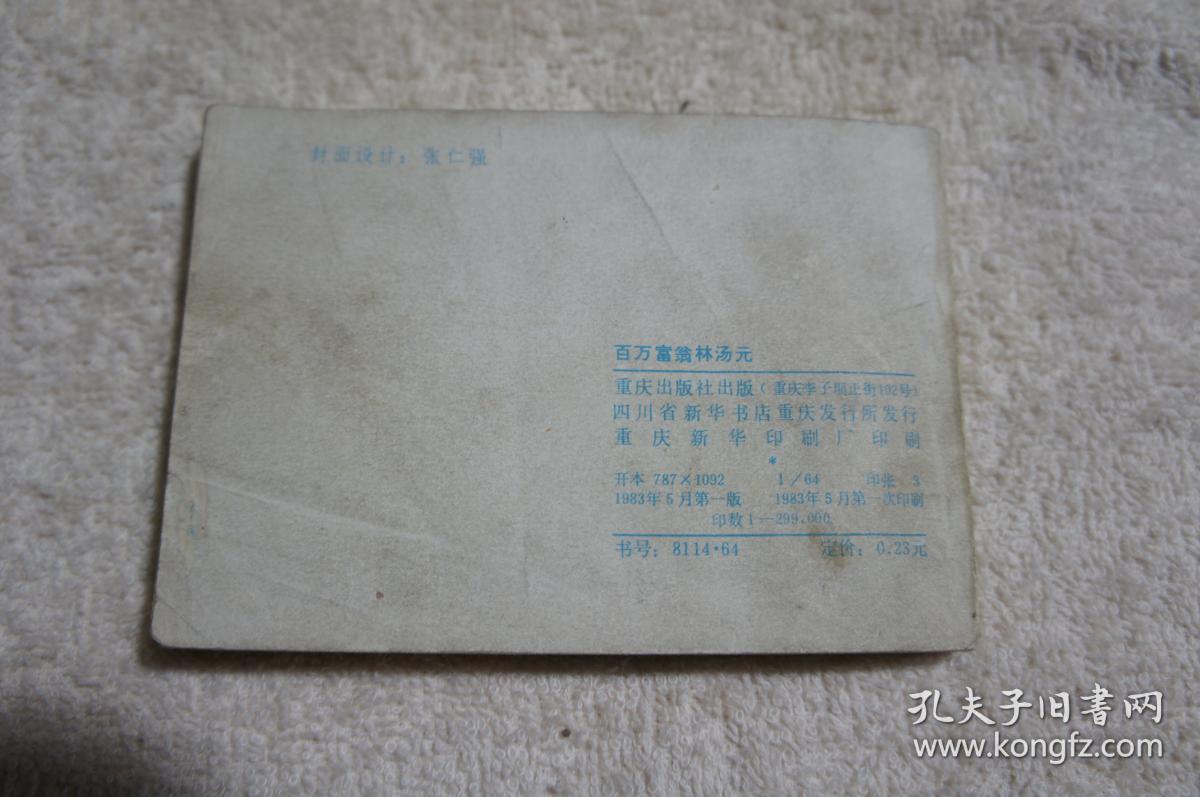 封面设计：张仁强
百万富翁林汤元
重庆出版社出版（重庆李子坝正街102号）
四川省新华书店重庆发行所发行
重庆新华印刷厂印刷
*
开本 787×1092 1／64 印张 3
1983年5月第一版 1983年5月第一次印刷
印数1—299,000
书号：8114·64 定价：0.23元
孔夫子旧书网
www.kongfz.com